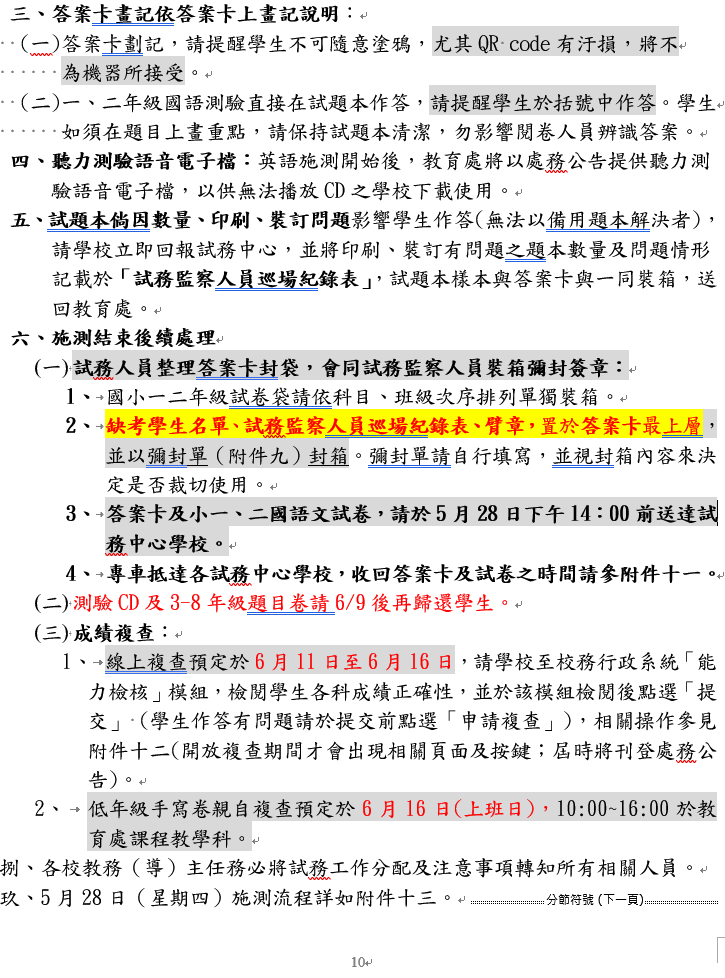 三、答案卡畫記依答案卡上畫記說明：
(一)答案卡劃記，請提醒學生不可隨意塗鴉，尤其 QR code 有汙損，將不
為機器所接受。
(二)一、二年級國語測驗直接在試題本作答，請提醒學生於括號中作答。學生
如須在題目上畫重點，請保持試題本清潔，勿影響閱卷人員辨識答案。
四、聽力測驗語音電子檔：英語施測開始後，教育處將以處務公告提供聽力測
驗語音電子檔，以供無法播放 CD 之學校下載使用。
五、試題本倘因數量、印刷、裝訂問題影響學生作答(無法以備用題本解決者)，
請學校立即回報試務中心，並將印刷、裝訂有問題之題本數量及問題情形
記載於「試務監察人員巡場紀錄表」，試題本樣本與答案卡與一同裝箱，送
回教育處。
六、施測結束後續處理
(一)試務人員整理答案卡封袋，會同試務監察人員裝箱彌封簽章：
1、國小一二年級試卷袋請依科目、班級次序排列單獨裝箱。
2、缺考學生名單、試務監察人員巡場紀錄表、臂章，置於答案卡最上層，
並以彌封單（附件九）封箱。彌封單請自行填寫，並視封箱內容來決
定是否裁切使用。
3、答案卡及小一、二國語文試卷，請於 5 月 28 日下午 14：00 前送達試
務中心學校。
4、專車抵達各試務中心學校，收回答案卡及試卷之時間請參附件十一。
(二)測驗 CD 及 3-8 年級題目卷請 6/9 後再歸還學生。
(三)成績複查：
1、線上複查預定於 6 月 11 日至 6 月 16 日，請學校至校務行政系統「能
力檢核」模組，檢閱學生各科成績正確性，並於該模組檢閱後點選「提
交」 (學生作答有問題請於提交前點選「申請複查」)，相關操作參見
附件十二(開放複查期間才會出現相關頁面及按鍵；屆時將刊登處務公
告)。
2、低年級手寫卷親自複查預定於 6 月 16 日(上班日)，10:00~16:00 於教
育處課程教學科。
捌、各校教務（導）主任務必將試務工作分配及注意事項轉知所有相關人員。
玖、5 月 28 日（星期四）施測流程詳如附件十三。 分節符號 (下一頁)
10